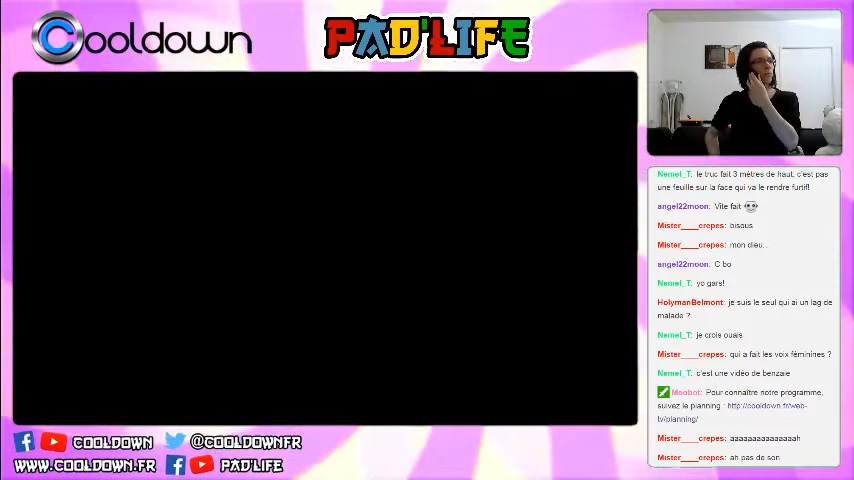 Cooldown
PAD'LIFE
Nemel_T: le truc fait 3 mètres de haut, c'est pas
une feuille sur la face qui va le rendre furtif!
angel22moon: Vite fait
Mister____crepes: bisous
Mister____crepes: mon dieu...
angel22moon: C bo
Nemel_T: yo gars!
HolymanBelmont: je suis le seul qui ai un lag de
malade ?
Nemel_T: je crois ouais
Mister____crepes: qui a fait les voix féminines ?
Nemel_T: c'est une vidéo de benzaie
Moobot: Pour connaître notre programme,
suivez le planning : http://cooldown.fr/web-
tv/planning/
Mister____crepes: aaaaaaaaaaaaaaah
Mister____crepes: ah pas de son
COOLDOWN @COOLDOWNFR
WWW.COOLDOWN.FR PAD'LIFE